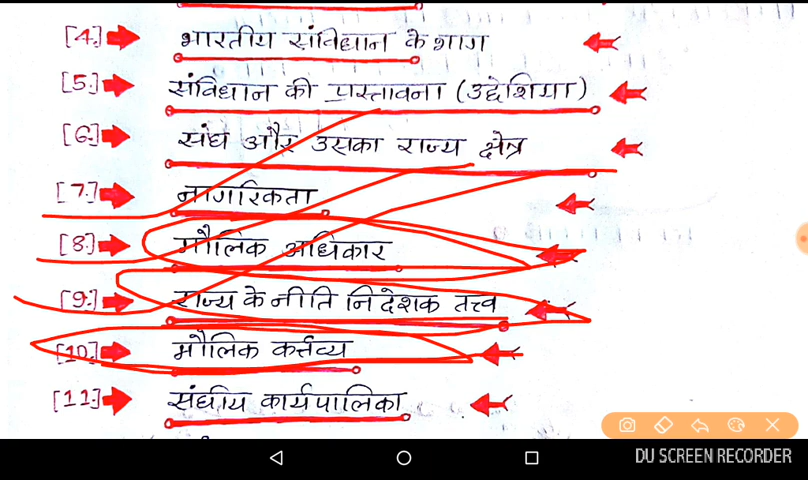 [4.] भारतीय संविधान के भाग
[5.] संविधान की प्रस्तावना (उद्देशिया)
[6.] संघ और उसका राज्य क्षेत्र
[7.] नागरिकता
[8.] मौलिक अधिकार
[9.] राज्य के नीति निदेशक तत्त्व
[10.] मौलिक कर्त्तव्य
[11.] संघीय कार्यपालिका
DU SCREEN RECORDER